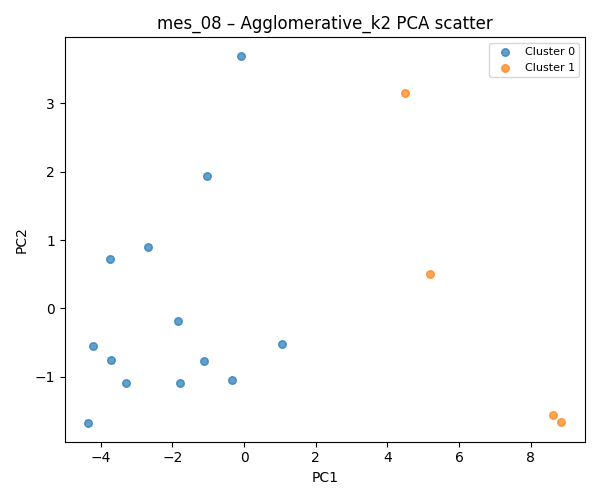 mes_08 – Agglomerative_k2 PCA scatter
Cluster 0
Cluster 1
PC2
3
2
1
0
−1
−4
−2
0
2
4
6
8
PC1